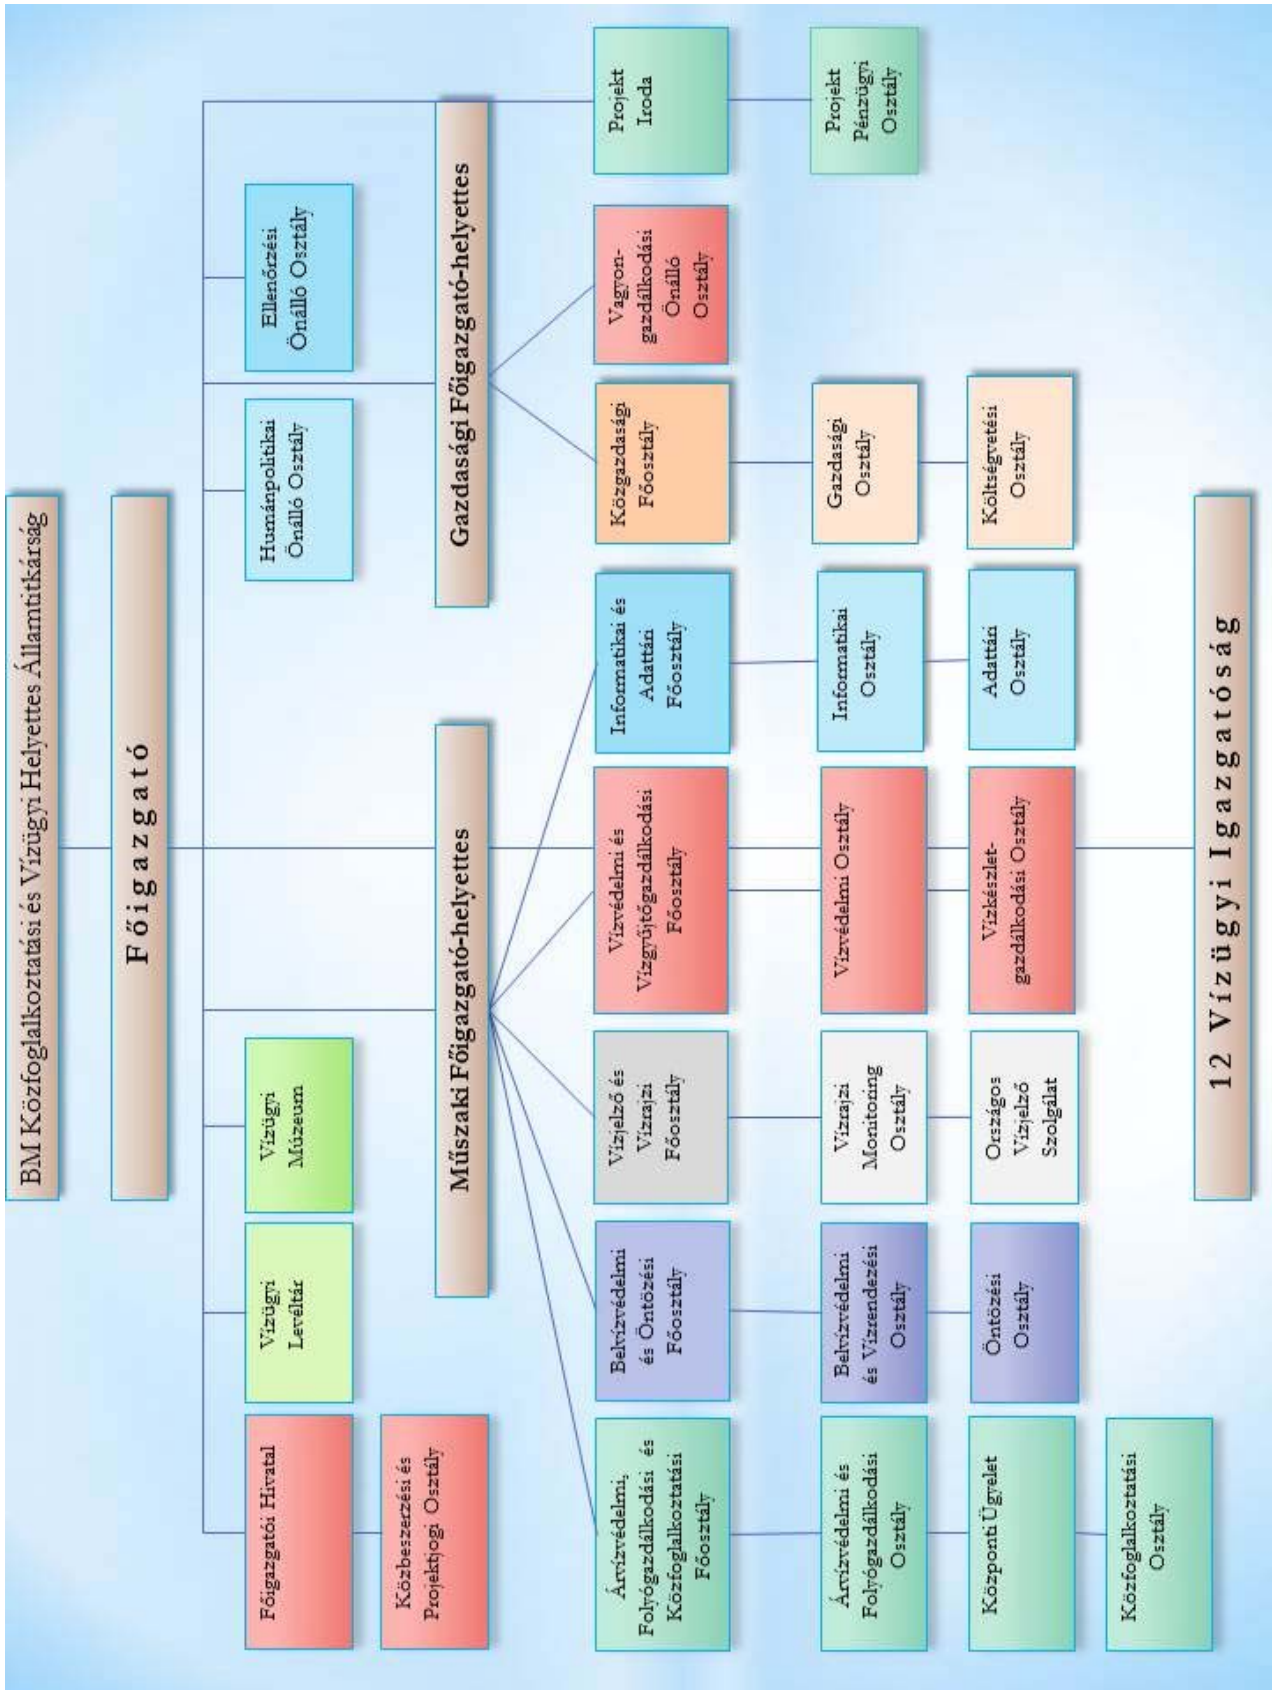 BM Közfoglalkoztatási és Vízügyi Helyettes Államtitkárság
Főigazgató
Főigazgatói Hivatal
Közbeszerzési és
Projektjogi Osztály
Vízügyi
Levéltár
Vízügyi
Múzeum
Humánpolitikai
Önálló Osztály
Ellenőrzési
Önálló Osztály
Műszaki Főigazgató-helyettes
Gazdasági Főigazgató-helyettes
Árvízvédelmi,
Folyógazdálkodási és
Közfoglalkoztatási
Főosztály
Belvízvédelmi
és Öntözési
Főosztály
Vízjelző és
Vízrajzi
Főosztály
Vízvédelmi és
Vízgyűjtőgazdálkodási
Főosztály
Informatikai és
Adattári
Főosztály
Közgazdasági
Főosztály
Vagyon-
gazdálkodási
Önálló
Osztály
Projekt
Iroda
Árvízvédelmi és
Folyógazdálkodási
Osztály
Belvízvédelmi
és Vízrendezési
Osztály
Vízrajzi
Monitoring
Osztály
Vízvédelmi Osztály
Informatikai
Osztály
Gazdasági
Osztály
Projekt
Pénzügyi
Osztály
Központi Ügyelet
Öntözési
Osztály
Országos
Vízjelző
Szolgálat
Vízkészlet-
gazdálkodási Osztály
Adattári
Osztály
Költségvetési
Osztály
Közfoglalkoztatási
Osztály
12 Vízügyi Igazgatóság